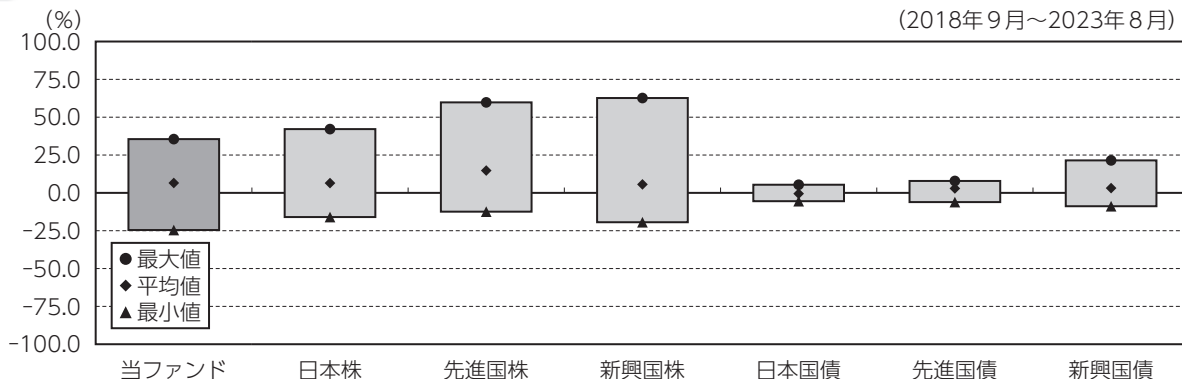 (%)
(2018年9月～2023年8月)
100.0
75.0
50.0
25.0
0.0
-25.0
-50.0
-75.0
-100.0
●最大値
◆平均値
▲最小値
当ファンド 日本株 先進国株 新興国株 日本国債 先進国債 新興国債